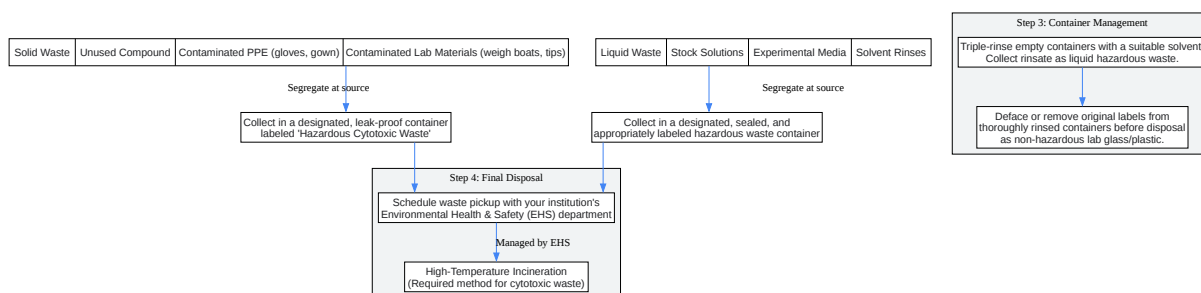 Solid Waste
Unused Compound
Contaminated PPE (gloves, gown)
Contaminated Lab Materials (weigh boats, tips)
Segregate at source
Collect in a designated, leak-proof container
labeled 'Hazardous Cytotoxic Waste'
Liquid Waste
Stock Solutions
Experimental Media
Solvent Rinses
Segregate at source
Collect in a designated, sealed, and
appropriately labeled hazardous waste container
Step 3: Container Management
Triple-rinse empty containers with a suitable solvent.
Collect rinsate as liquid hazardous waste.
Deface or remove original labels from
thoroughly rinsed containers before disposal
as non-hazardous lab glass/plastic.
Step 4: Final Disposal
Schedule waste pickup with your institution's
Environmental Health & Safety (EHS) department
Managed by EHS
High-Temperature Incineration
(Required method for cytotoxic waste)